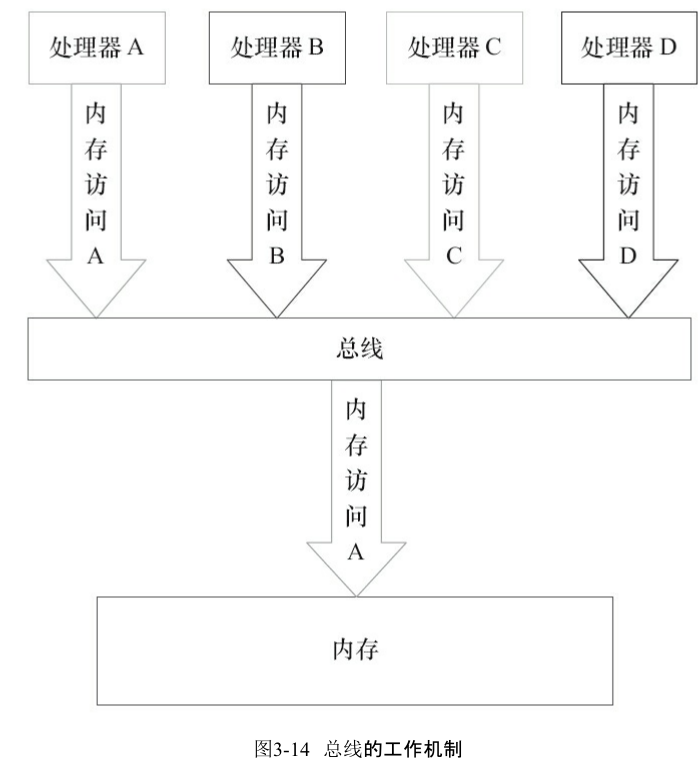 处理器 A
处理器 B
处理器 C
处理器 D
内存访问 A
内存访问 B
内存访问 C
内存访问 D
总线
内存访问 A
内存
图3-14 总线的工作机制